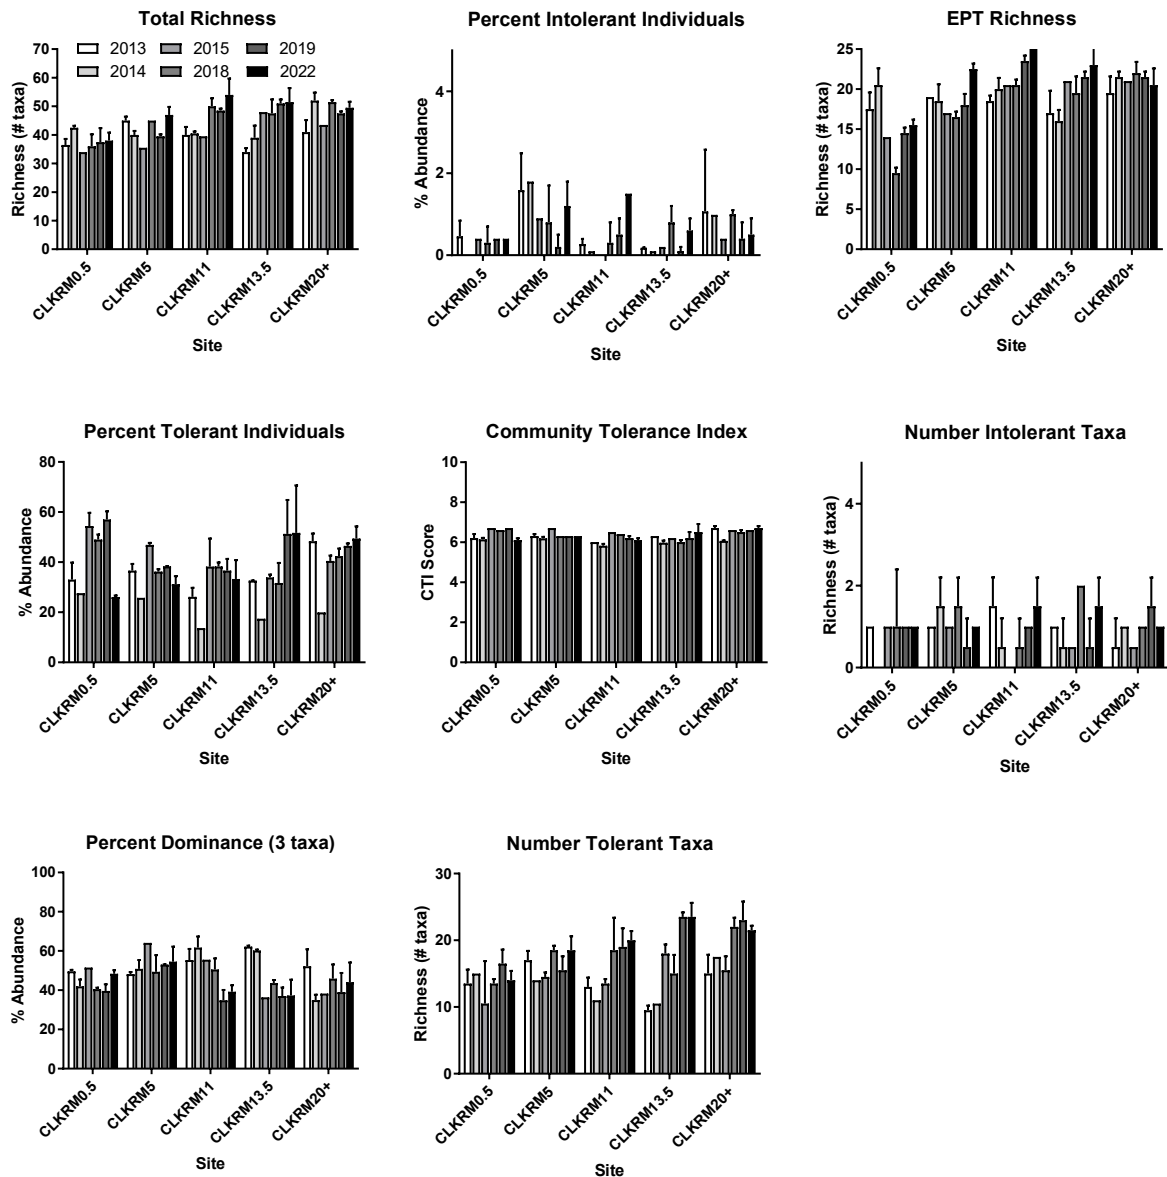 Total Richness
2013 2015 2019
2014 2018 2022
Richness (# taxa)
70
60
50
40
30
20
10
0
CLKRM0.5 CLKRM5 CLKRM11 CLKRM13.5 CLKRM20+
Site
Percent Intolerant Individuals
% Abundance
4
2
0
CLKRM0.5 CLKRM5 CLKRM11 CLKRM13.5 CLKRM20+
Site
EPT Richness
Richness (# taxa)
25
20
15
10
5
0
CLKRM0.5 CLKRM5 CLKRM11 CLKRM13.5 CLKRM20+
Site
Percent Tolerant Individuals
% Abundance
80
60
40
20
0
CLKRM0.5 CLKRM5 CLKRM11 CLKRM13.5 CLKRM20+
Site
Community Tolerance Index
CTI Score
10
8
6
4
2
0
CLKRM0.5 CLKRM5 CLKRM11 CLKRM13.5 CLKRM20+
Site
Number Intolerant Taxa
Richness (# taxa)
4
2
0
CLKRM0.5 CLKRM5 CLKRM11 CLKRM13.5 CLKRM20+
Site
Percent Dominance (3 taxa)
% Abundance
100
80
60
40
20
0
CLKRM0.5 CLKRM5 CLKRM11 CLKRM13.5 CLKRM20+
Site
Number Tolerant Taxa
Richness (# taxa)
30
20
10
0
CLKRM0.5 CLKRM5 CLKRM11 CLKRM13.5 CLKRM20+
Site